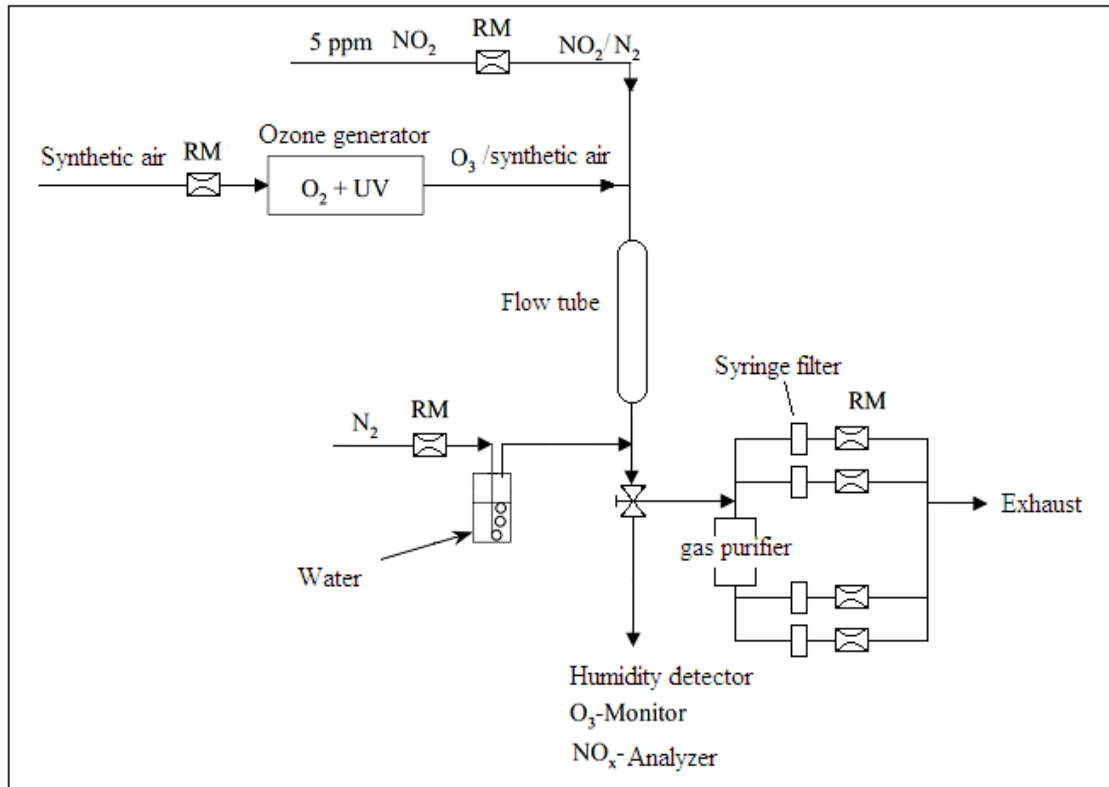 5 ppm NO₂
RM
NO₂/N₂
Synthetic air
RM
Ozone generator
O₂ + UV
O₃ /synthetic air
Flow tube
N₂
RM
Water
Syringe filter
RM
gas purifier
Exhaust
Humidity detector
O₃-Monitor
NOₓ-Analyzer